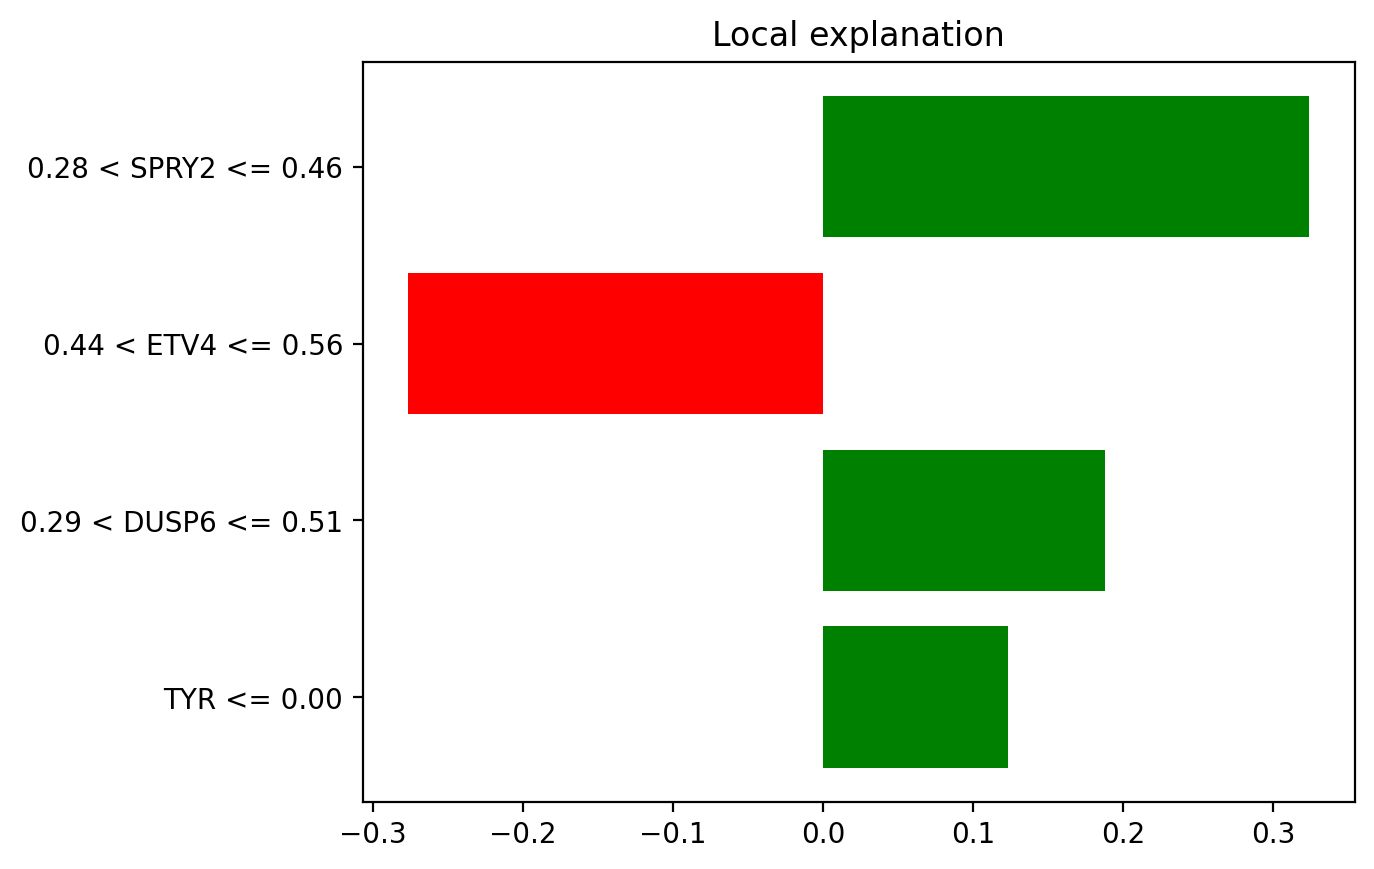 Local explanation
0.28 < SPRY2 <= 0.46
0.44 < ETV4 <= 0.56
0.29 < DUSP6 <= 0.51
TYR <= 0.00
−0.3 −0.2 −0.1 0.0 0.1 0.2 0.3